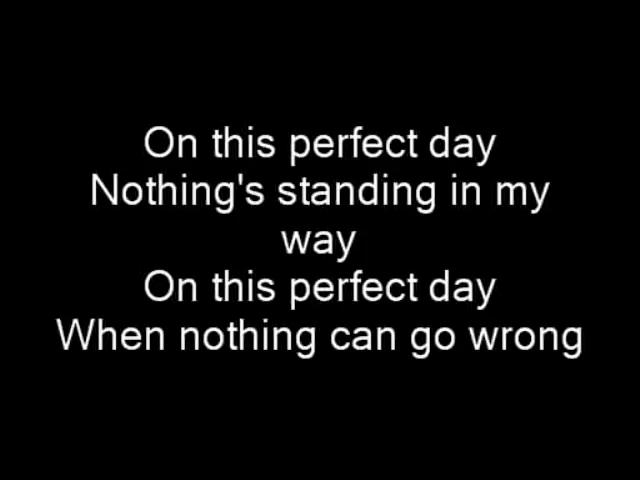 On this perfect day
Nothing's standing in my
way
On this perfect day
When nothing can go wrong